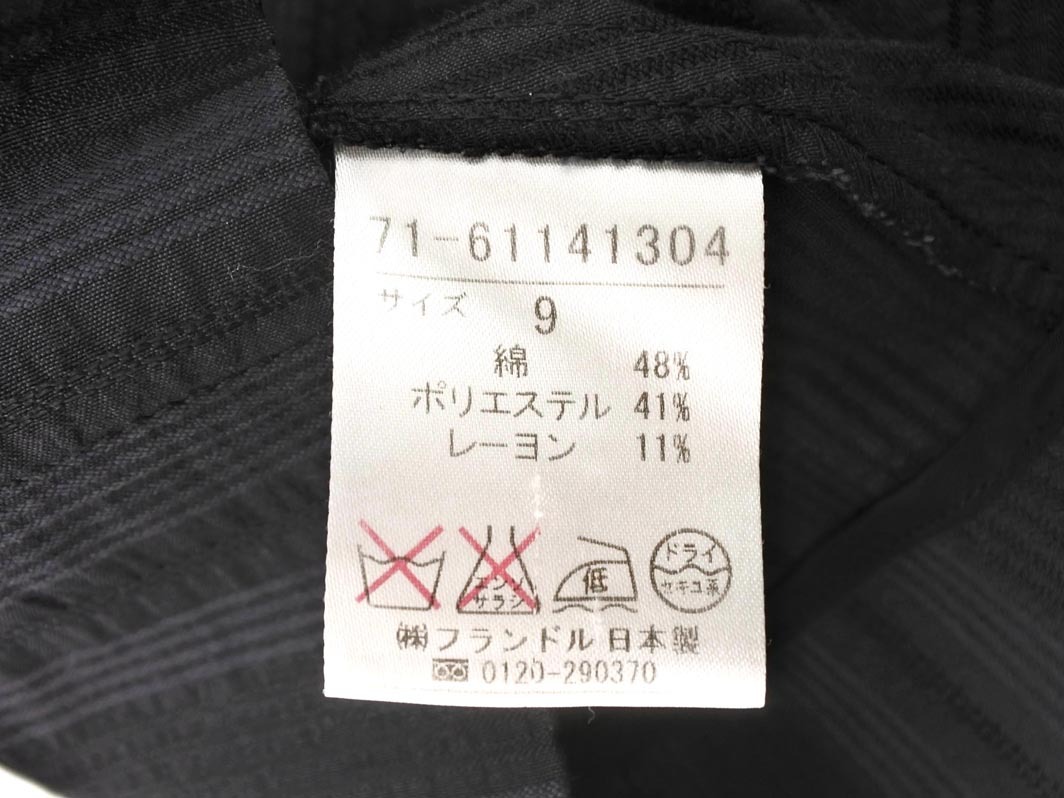 71-61141304
サイズ 9
綿 48%
ポリエステル 41%
レーヨン 11%
エンソ サラシ 低 ドライ セキユ系
㈱フランドル 日本製
0120-290370